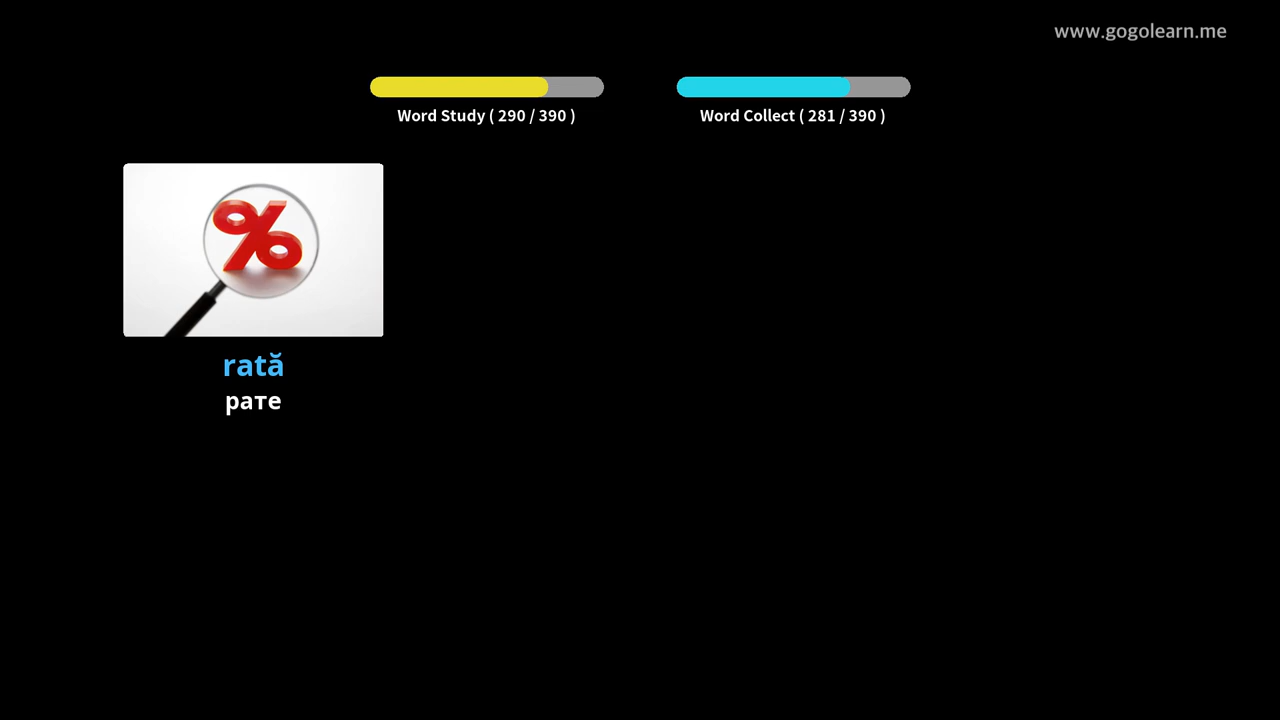 www.gogolearn.me
Word Study ( 290 / 390 )
Word Collect ( 281 / 390 )
%
rată
рате